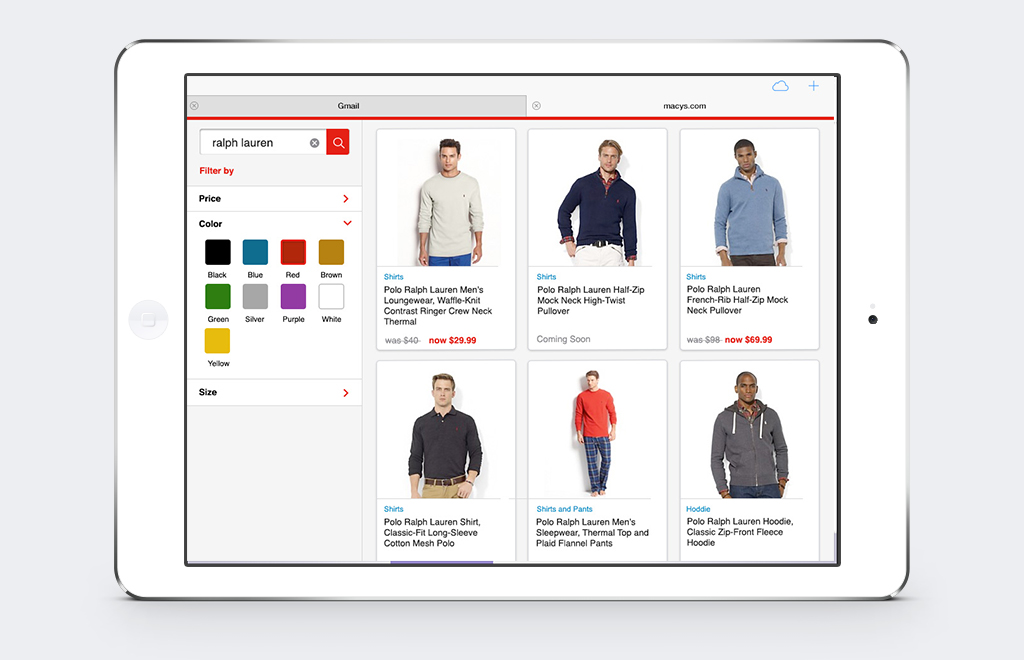 Gmail
macys.com
ralph lauren
Filter by
Price
Color
Black
Blue
Red
Brown
Green
Silver
Purple
White
Yellow
Size
Shirts
Polo Ralph Lauren Men's
Loungewear, Waffle-Knit
Contrast Ringer Crew Neck
Thermal
was $40 now $29.99
Shirts
Polo Ralph Lauren Half-Zip
Mock Neck High-Twist
Pullover
Coming Soon
Shirts
Polo Ralph Lauren
French-Rib Half-Zip Mock
Neck Pullover
was $98 now $69.99
Shirts
Polo Ralph Lauren Shirt,
Classic-Fit Long-Sleeve
Cotton Mesh Polo
Shirts and Pants
Polo Ralph Lauren Men's
Sleepwear, Thermal Top and
Plaid Flannel Pants
Hoddie
Polo Ralph Lauren Hoodie,
Classic Zip-Front Fleece
Hoodie